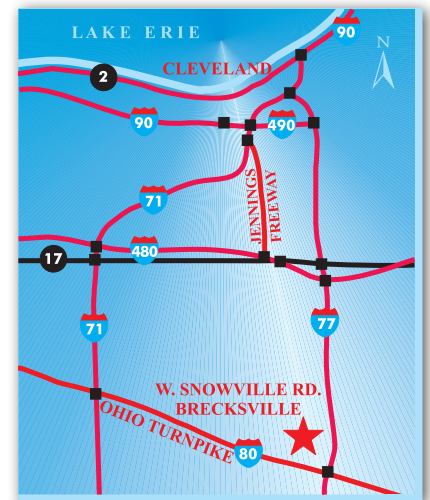 90
LAKE ERIE
N
CLEVELAND
2
90
490
71
JENNINGS
FREEWAY
480
17
71
77
W. SNOWVILLE RD.
BRECKSVILLE
OHIO TURNPIKE
80